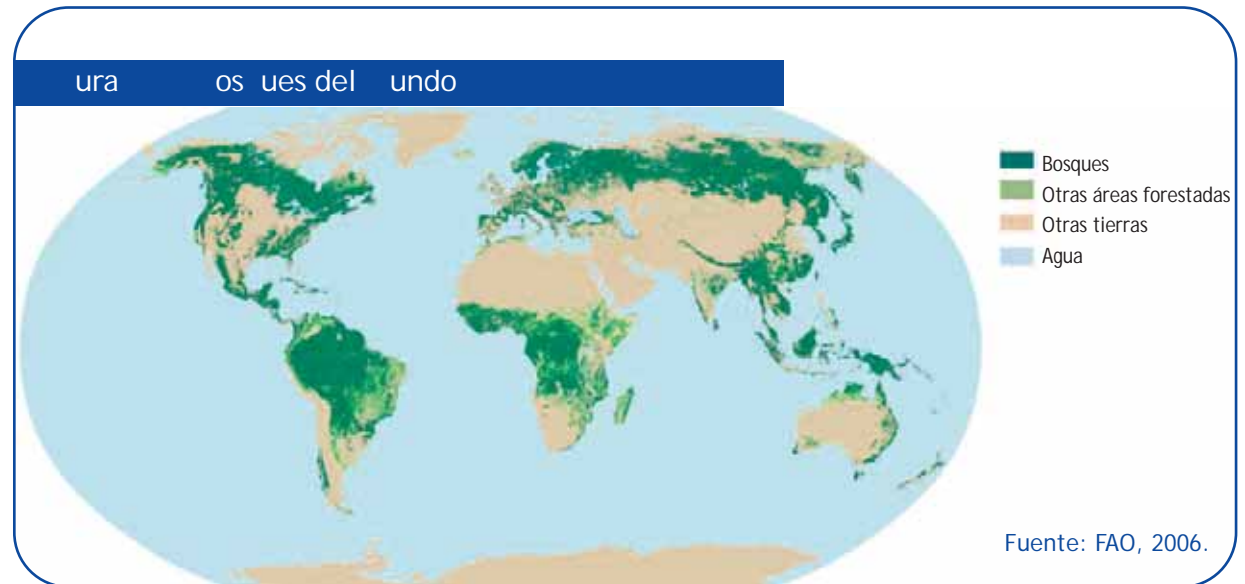 ura os ues del undo
Bosques
Otras áreas forestadas
Otras tierras
Agua
Fuente: FAO, 2006.